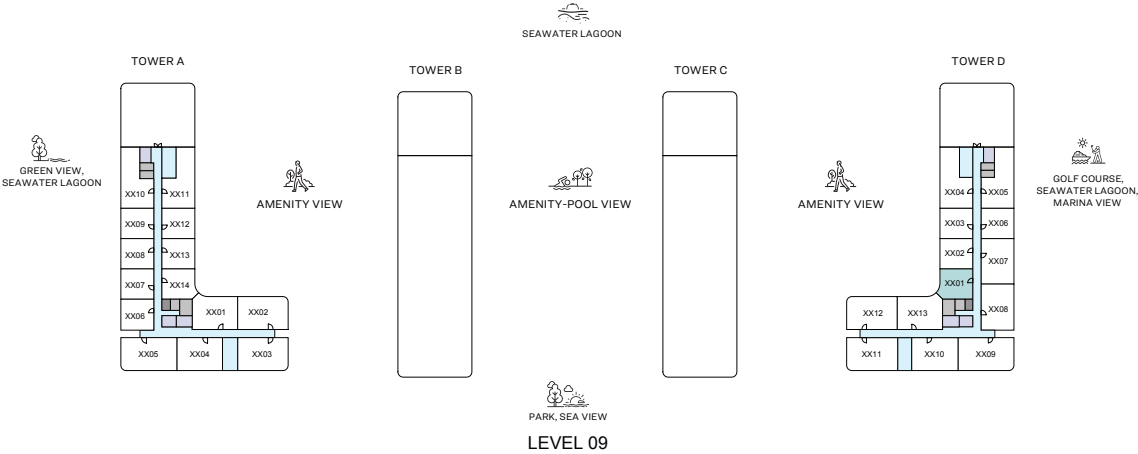 SEAWATER LAGOON
TOWER A
TOWER B
TOWER C
TOWER D
GREEN VIEW,
SEAWATER LAGOON
AMENITY VIEW
AMENITY-POOL VIEW
AMENITY VIEW
GOLF COURSE,
SEAWATER LAGOON,
MARINA VIEW
XX10
XX11
XX09
XX12
XX08
XX13
XX07
XX14
XX06
XX01
XX02
XX05
XX04
XX03
XX04
XX05
XX03
XX06
XX02
XX07
XX01
XX08
XX12
XX13
XX11
XX10
XX09
PARK, SEA VIEW
LEVEL 09